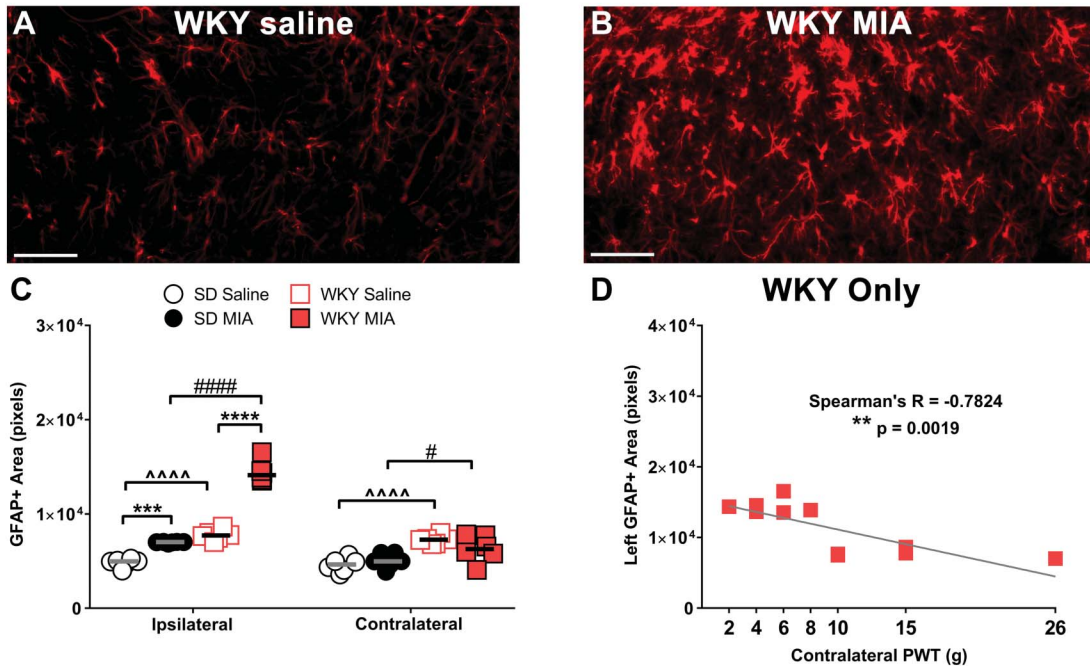 A
WKY saline
B
WKY MIA
C
SD Saline
WKY Saline
SD MIA
WKY MIA
3×10⁴
2×10⁴
1×10⁴
0
GFAP+ Area (pixels)
####
****
^^^^
***
#
^^^^
Ipsilateral
Contralateral
D
WKY Only
4×10⁴
3×10⁴
2×10⁴
1×10⁴
0
Left GFAP+ Area (pixels)
Spearman's R = -0.7824
** p = 0.0019
2 4 6 8 10 15 26
Contralateral PWT (g)